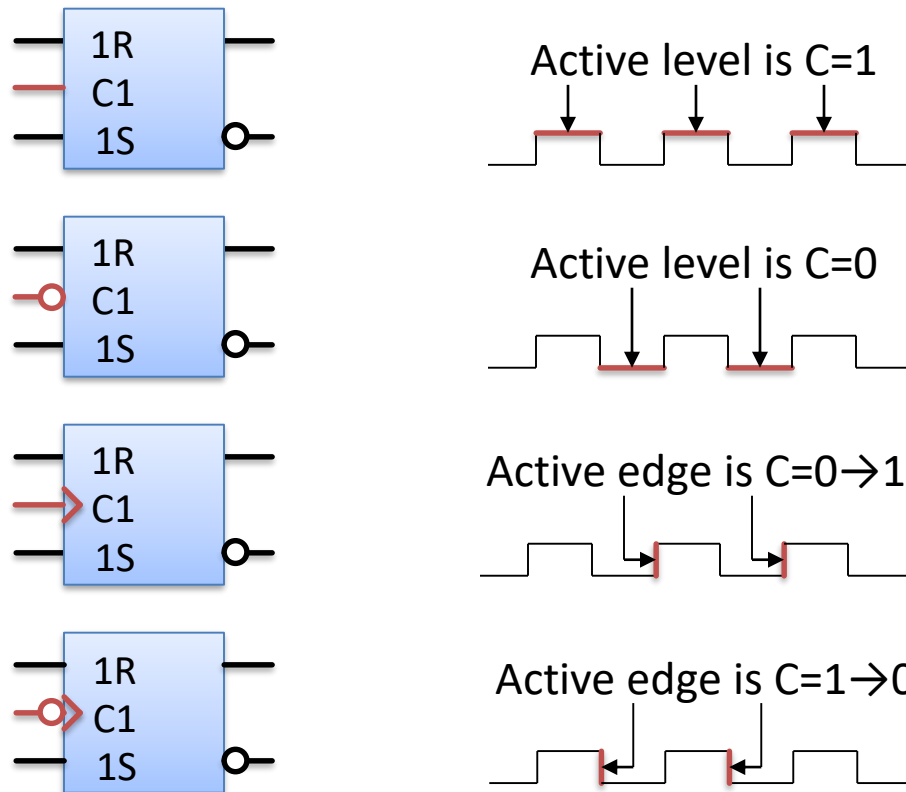 1R
C1
1S
Active level is C=1
1R
C1
1S
Active level is C=0
1R
C1
1S
Active edge is C=0→1
1R
C1
1S
Active edge is C=1→0